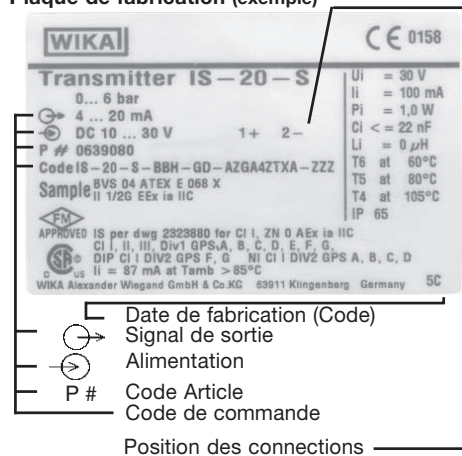 Plaque de fabrication (exemple)
WIKA CE 0158
Transmitter IS–20–S
0... 6 bar
4 ... 20 mA
DC 10 ... 30 V 1+ 2–
P # 0639080
Code IS–20–S–BBH–GD–AZGA4ZTXA–ZZZ
Sample BVS 04 ATEX E 068 X
II 1/2G EEx ia IIC
Ui = 30 V
Ii = 100 mA
Pi = 1,0 W
Ci <= 22 nF
Li = 0 µH
T6 at 60°C
T5 at 80°C
T4 at 105°C
IP 65
FM
APPROVED IS per dwg 2323880 for CI I, ZN 0 AEx ia IIC
CI I, II, III, Div1 GPS A, B, C, D, E, F, G,
DIP CI I DIV2 GPS F, G NI CI I DIV2 GPS A, B, C, D
C SA US Ii = 87 mA at Tamb >85°C
WIKA Alexander Wiegand GmbH & Co.KG 63911 Klingenberg Germany 5C
Date de fabrication (Code)
Signal de sortie
Alimentation
P # Code Article
Code de commande
Position des connections